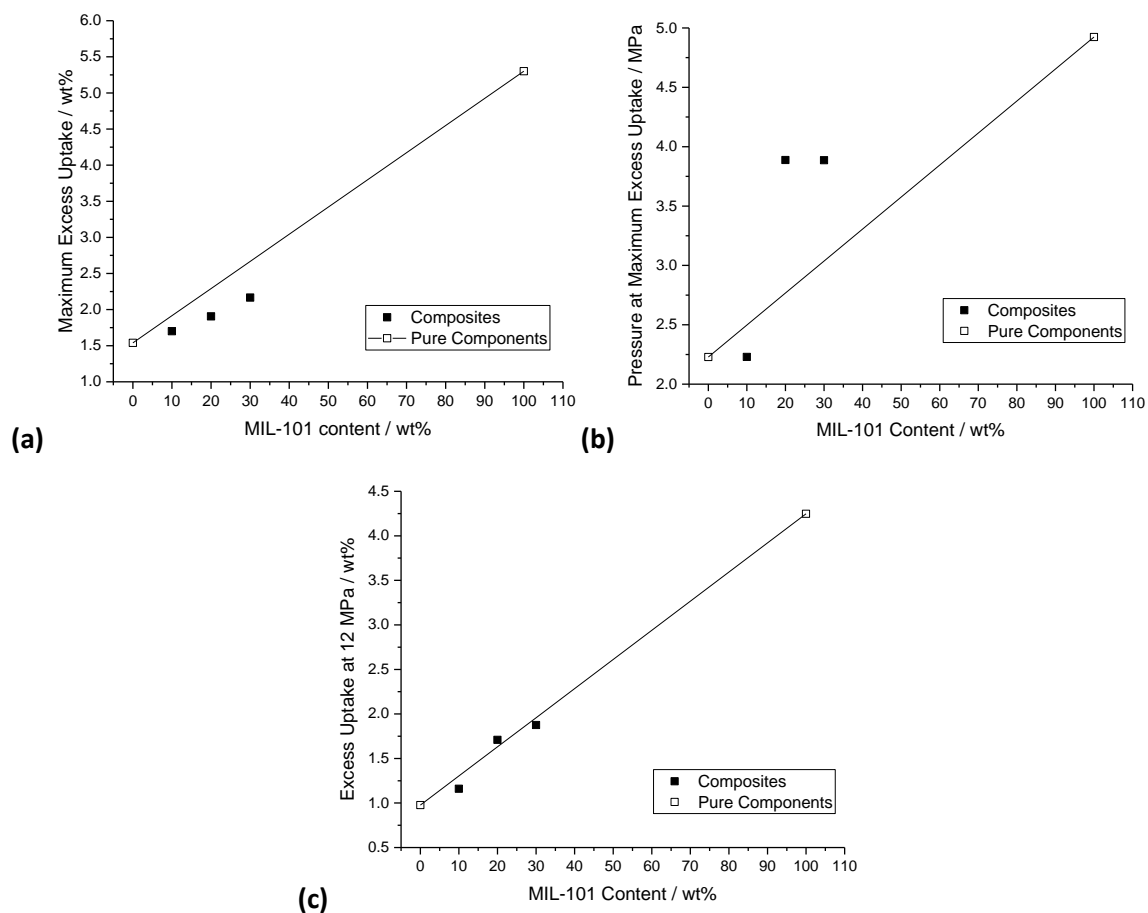 6.0
5.5
5.0
4.5
4.0
3.5
3.0
2.5
2.0
1.5
1.0
Maximum Excess Uptake / wt%
0 10 20 30 40 50 60 70 80 90 100 110
MIL-101 content / wt%
Composites
Pure Components
(a)
5.0
4.5
4.0
3.5
3.0
2.5
2.0
Pressure at Maximum Excess Uptake / MPa
0 10 20 30 40 50 60 70 80 90 100 110
MIL-101 Content / wt%
Composites
Pure Components
(b)
4.5
4.0
3.5
3.0
2.5
2.0
1.5
1.0
0.5
Excess Uptake at 12 MPa / wt%
0 10 20 30 40 50 60 70 80 90 100 110
MIL-101 Content / wt%
Composites
Pure Components
(c)